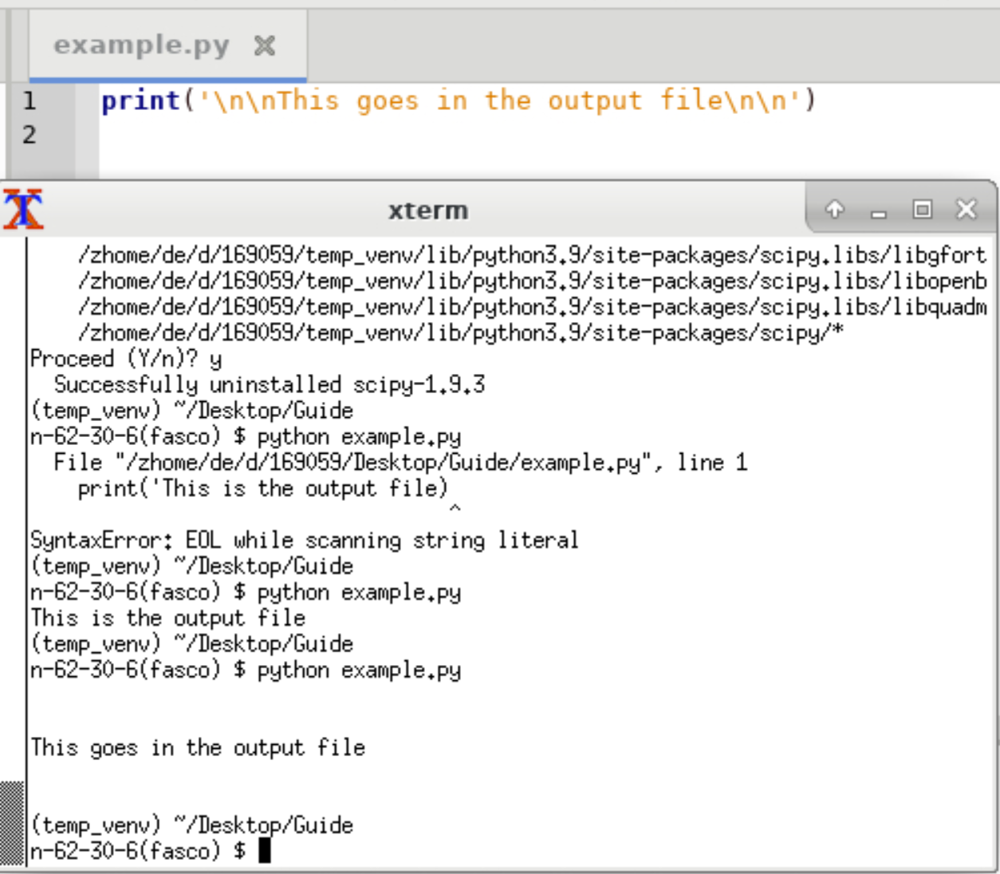 example.py
1 print('\n\nThis goes in the output file\n\n')
2
xterm
/zhome/de/d/169059/temp_venv/lib/python3.9/site-packages/scipy.libs/libgfort
/zhome/de/d/169059/temp_venv/lib/python3.9/site-packages/scipy.libs/libopenb
/zhome/de/d/169059/temp_venv/lib/python3.9/site-packages/scipy.libs/libquadm
/zhome/de/d/169059/temp_venv/lib/python3.9/site-packages/scipy/*
Proceed (Y/n)? y
Successfully uninstalled scipy-1.9.3
(temp_venv) ~/Desktop/Guide
n-62-30-6(fasco) $ python example.py
File "/zhome/de/d/169059/Desktop/Guide/example.py", line 1
print('This is the output file)
^
SyntaxError: EOL while scanning string literal
(temp_venv) ~/Desktop/Guide
n-62-30-6(fasco) $ python example.py
This is the output file
(temp_venv) ~/Desktop/Guide
n-62-30-6(fasco) $ python example.py
This goes in the output file
(temp_venv) ~/Desktop/Guide
n-62-30-6(fasco) $